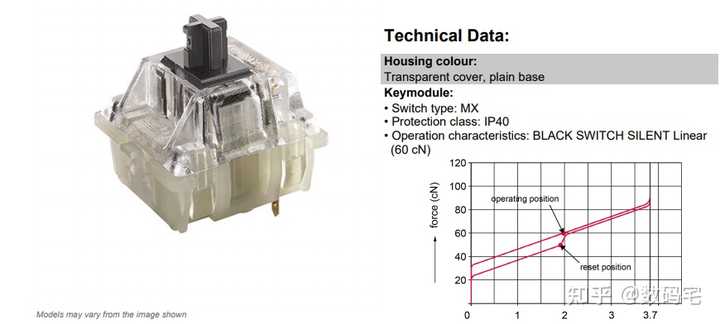 Technical Data:
Housing colour:
Transparent cover, plain base
Keymodule:
• Switch type: MX
• Protection class: IP40
• Operation characteristics: BLACK SWITCH SILENT Linear
(60 cN)
120
100
80
60
40
20
force (cN)
operating position
reset position
0 1 2 3 3.7
Models may vary from the image shown
知乎 @数码宅